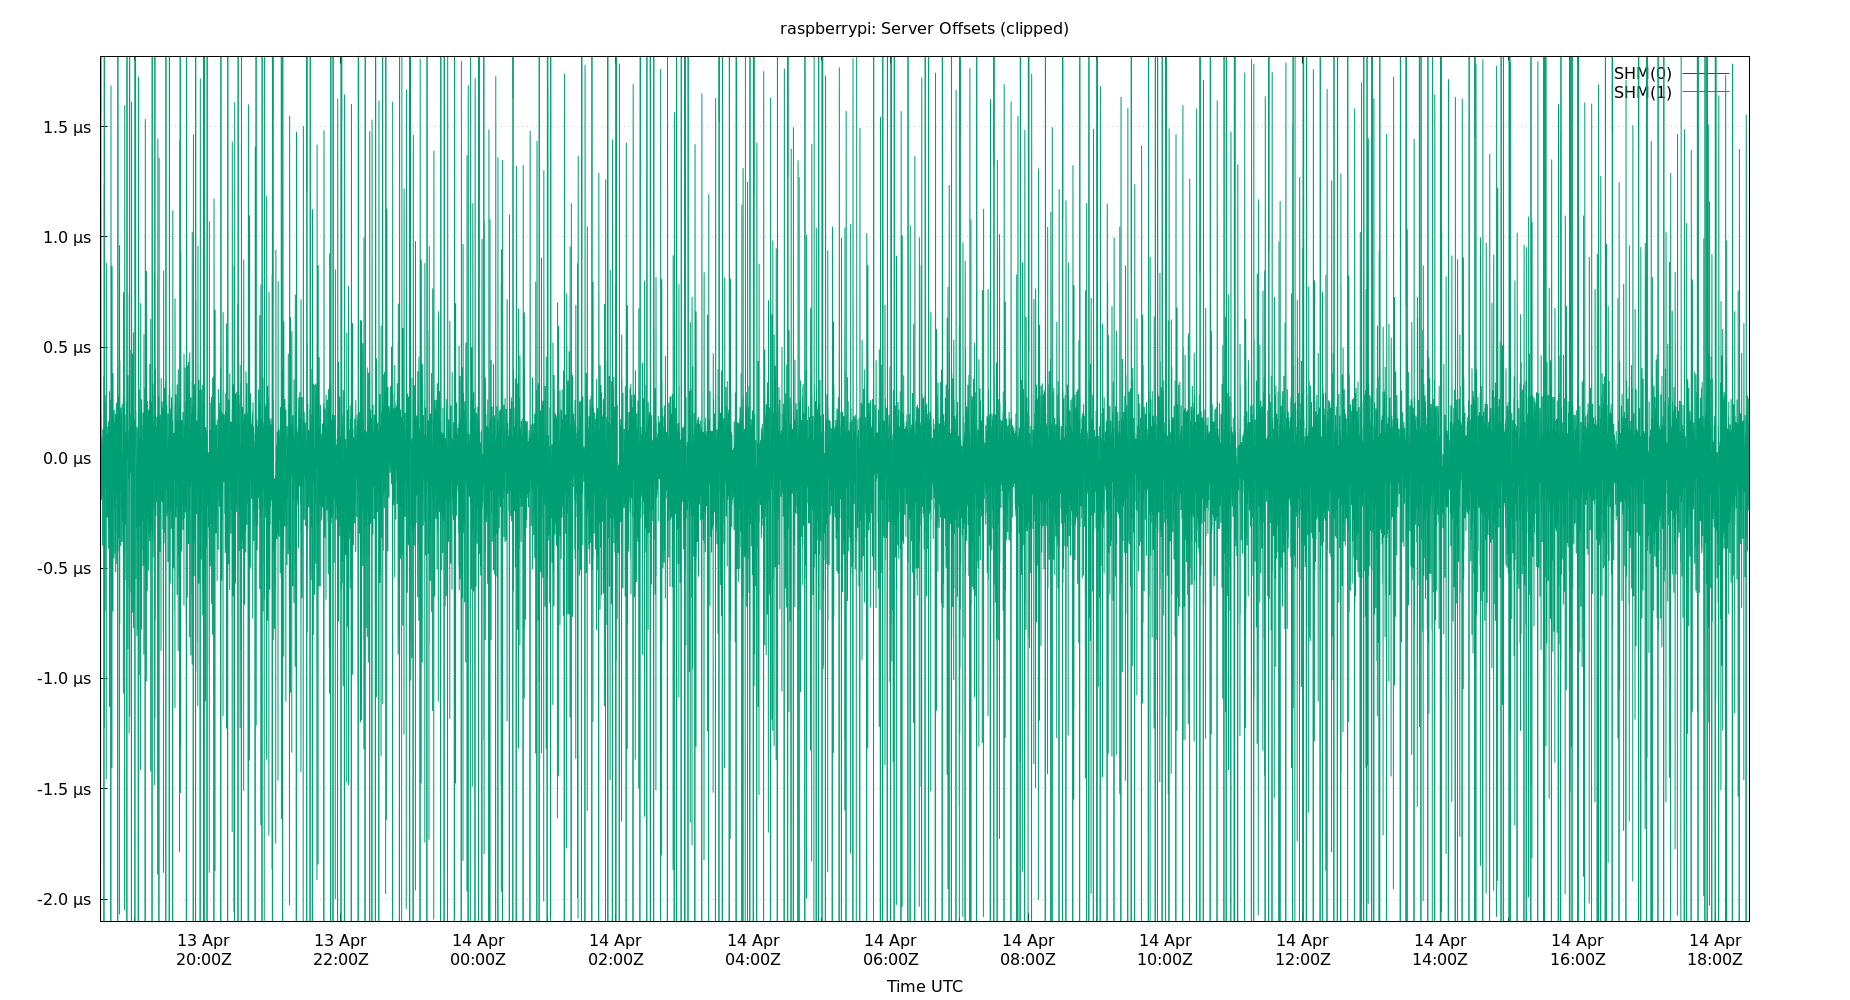 raspberrypi: Server Offsets (clipped)
SHM(0)
SHM(1)
1.5 µs
1.0 µs
0.5 µs
0.0 µs
-0.5 µs
-1.0 µs
-1.5 µs
-2.0 µs
13 Apr 13 Apr 14 Apr 14 Apr 14 Apr 14 Apr 14 Apr 14 Apr 14 Apr 14 Apr 14 Apr 14 Apr
20:00Z 22:00Z 00:00Z 02:00Z 04:00Z 06:00Z 08:00Z 10:00Z 12:00Z 14:00Z 16:00Z 18:00Z
Time UTC